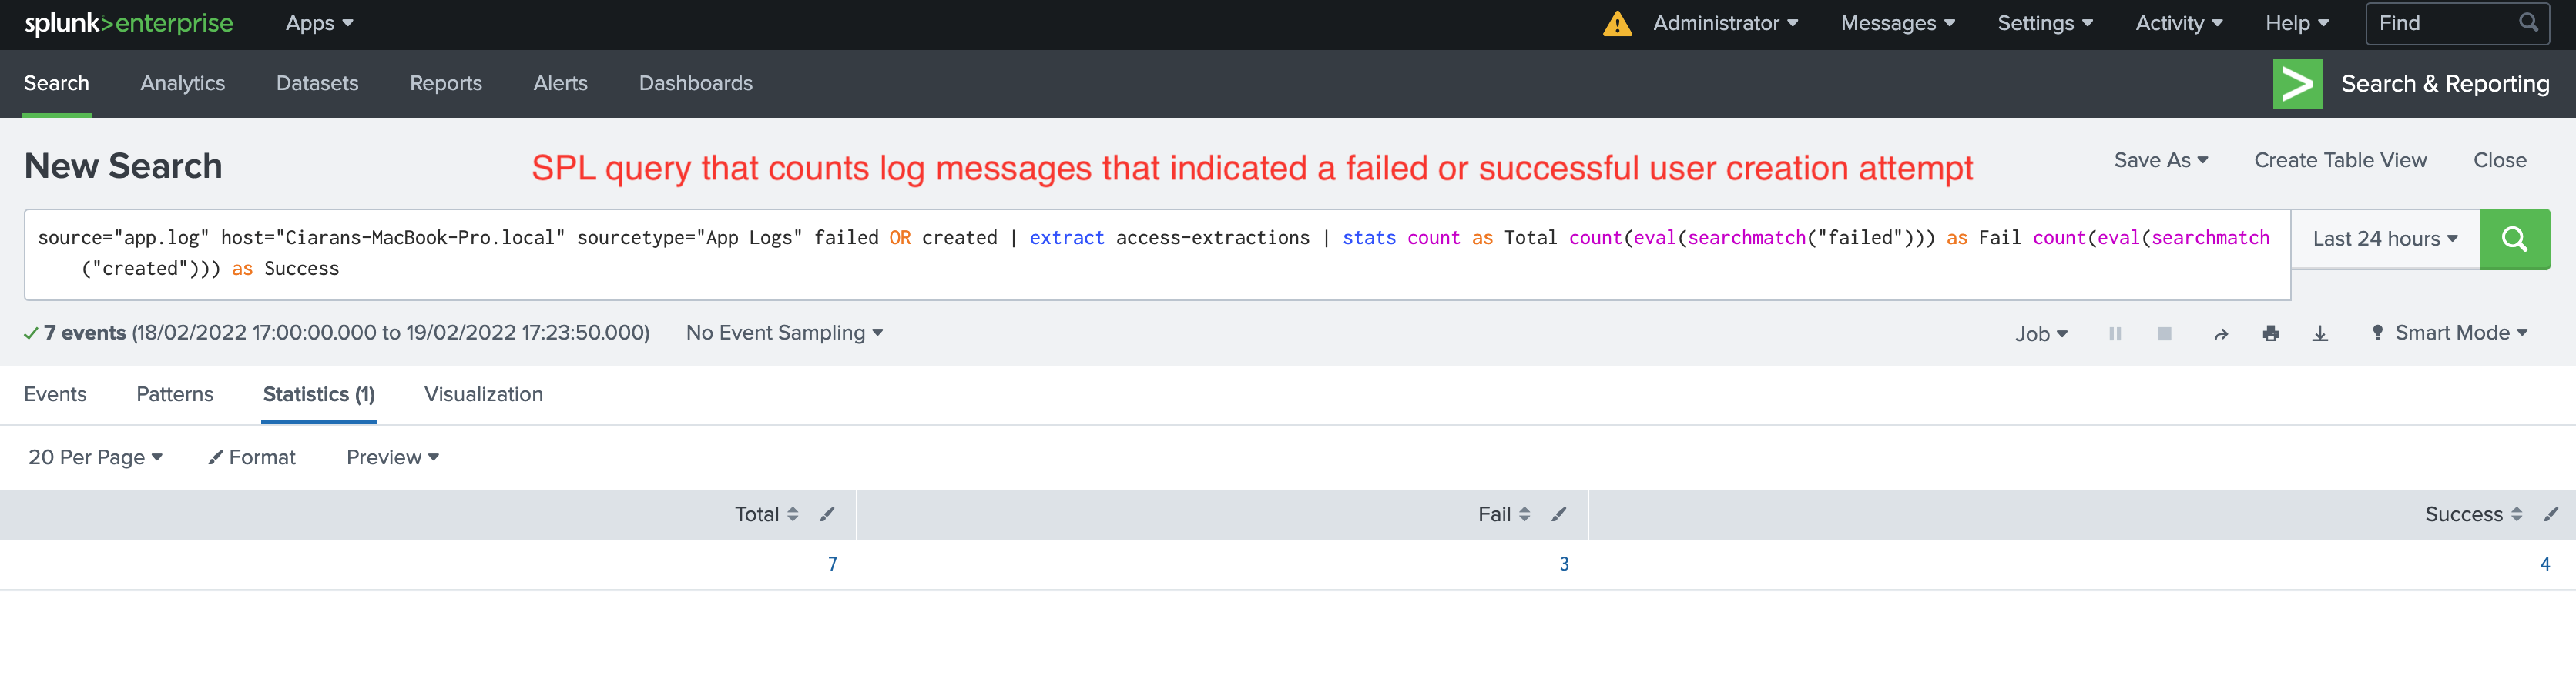 splunk>enterprise Apps Administrator Messages Settings Activity Help Find
Search Analytics Datasets Reports Alerts Dashboards Search & Reporting
New Search SPL query that counts log messages that indicated a failed or successful user creation attempt Save As Create Table View Close
source="app.log" host="Ciarans-MacBook-Pro.local" sourcetype="App Logs" failed OR created | extract access-extractions | stats count as Total count(eval(searchmatch("failed"))) as Fail count(eval(searchmatch Last 24 hours
("created"))) as Success
7 events (18/02/2022 17:00:00.000 to 19/02/2022 17:23:50.000) No Event Sampling Job Smart Mode
Events Patterns Statistics (1) Visualization
20 Per Page Format Preview
Total Fail Success
7 3 4